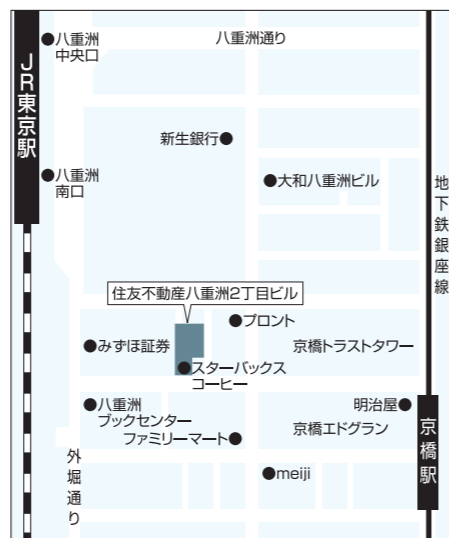 八重洲
中央口
八重洲通り
JR東京駅
新生銀行
八重洲
南口
大和八重洲ビル
地下鉄銀座線
住友不動産八重洲2丁目ビル
プロント
みずほ証券
京橋トラストタワー
スターバックス
コーヒー
八重洲
ブックセンター
明治屋
ファミリーマート
京橋エドグラン
京橋駅
外堀通り
meiji